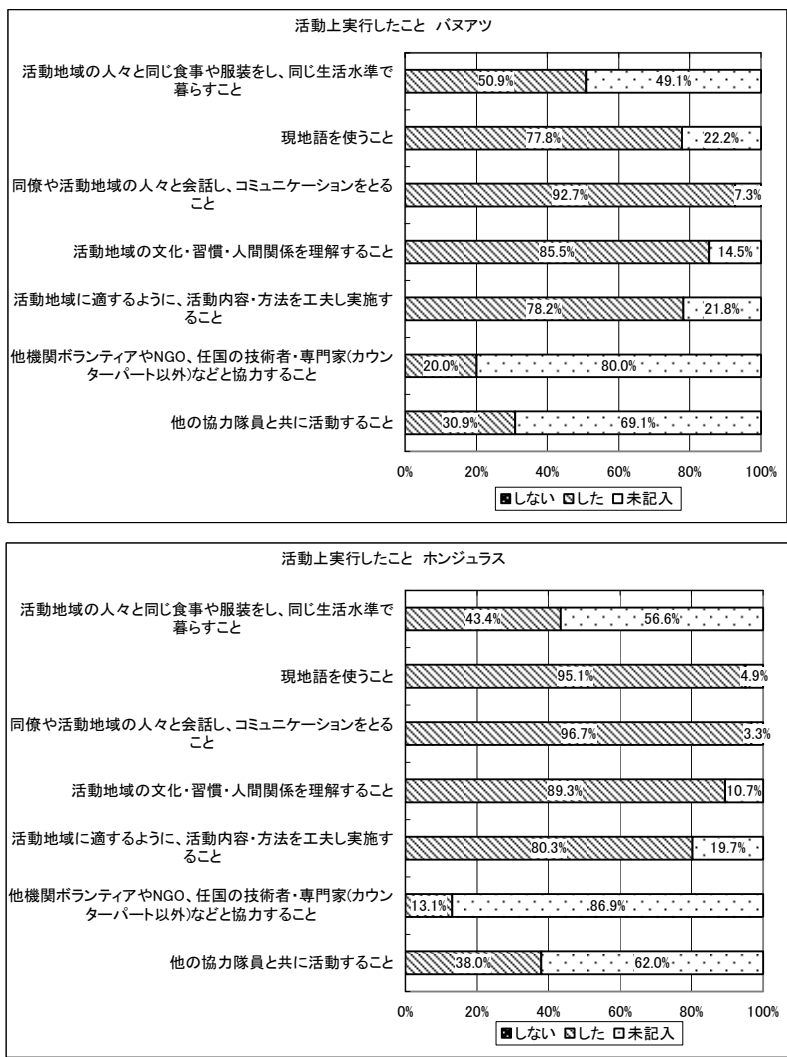 活動上実行したこと バヌアツ
活動地域の人々と同じ食事や服装をし、同じ生活水準で
暮らすこと
50.9% 49.1%
現地語を使うこと
77.8% 22.2%
同僚や活動地域の人々と会話し、コミュニケーションをとる
こと
92.7% 7.3%
活動地域の文化・習慣・人間関係を理解すること
85.5% 14.5%
活動地域に適するように、活動内容・方法を工夫し実施す
ること
78.2% 21.8%
他機関ボランティアやNGO、任国の技術者・専門家(カウン
ターパート以外)などと協力すること
20.0% 80.0%
他の協力隊員と共に活動すること
30.9% 69.1%
0% 20% 40% 60% 80% 100%
しない した 未記入
活動上実行したこと ホンジュラス
活動地域の人々と同じ食事や服装をし、同じ生活水準で
暮らすこと
43.4% 56.6%
現地語を使うこと
95.1% 4.9%
同僚や活動地域の人々と会話し、コミュニケーションをとる
こと
96.7% 3.3%
活動地域の文化・習慣・人間関係を理解すること
89.3% 10.7%
活動地域に適するように、活動内容・方法を工夫し実施す
ること
80.3% 19.7%
他機関ボランティアやNGO、任国の技術者・専門家(カウン
ターパート以外)などと協力すること
13.1% 86.9%
他の協力隊員と共に活動すること
38.0% 62.0%
0% 20% 40% 60% 80% 100%
しない した 未記入